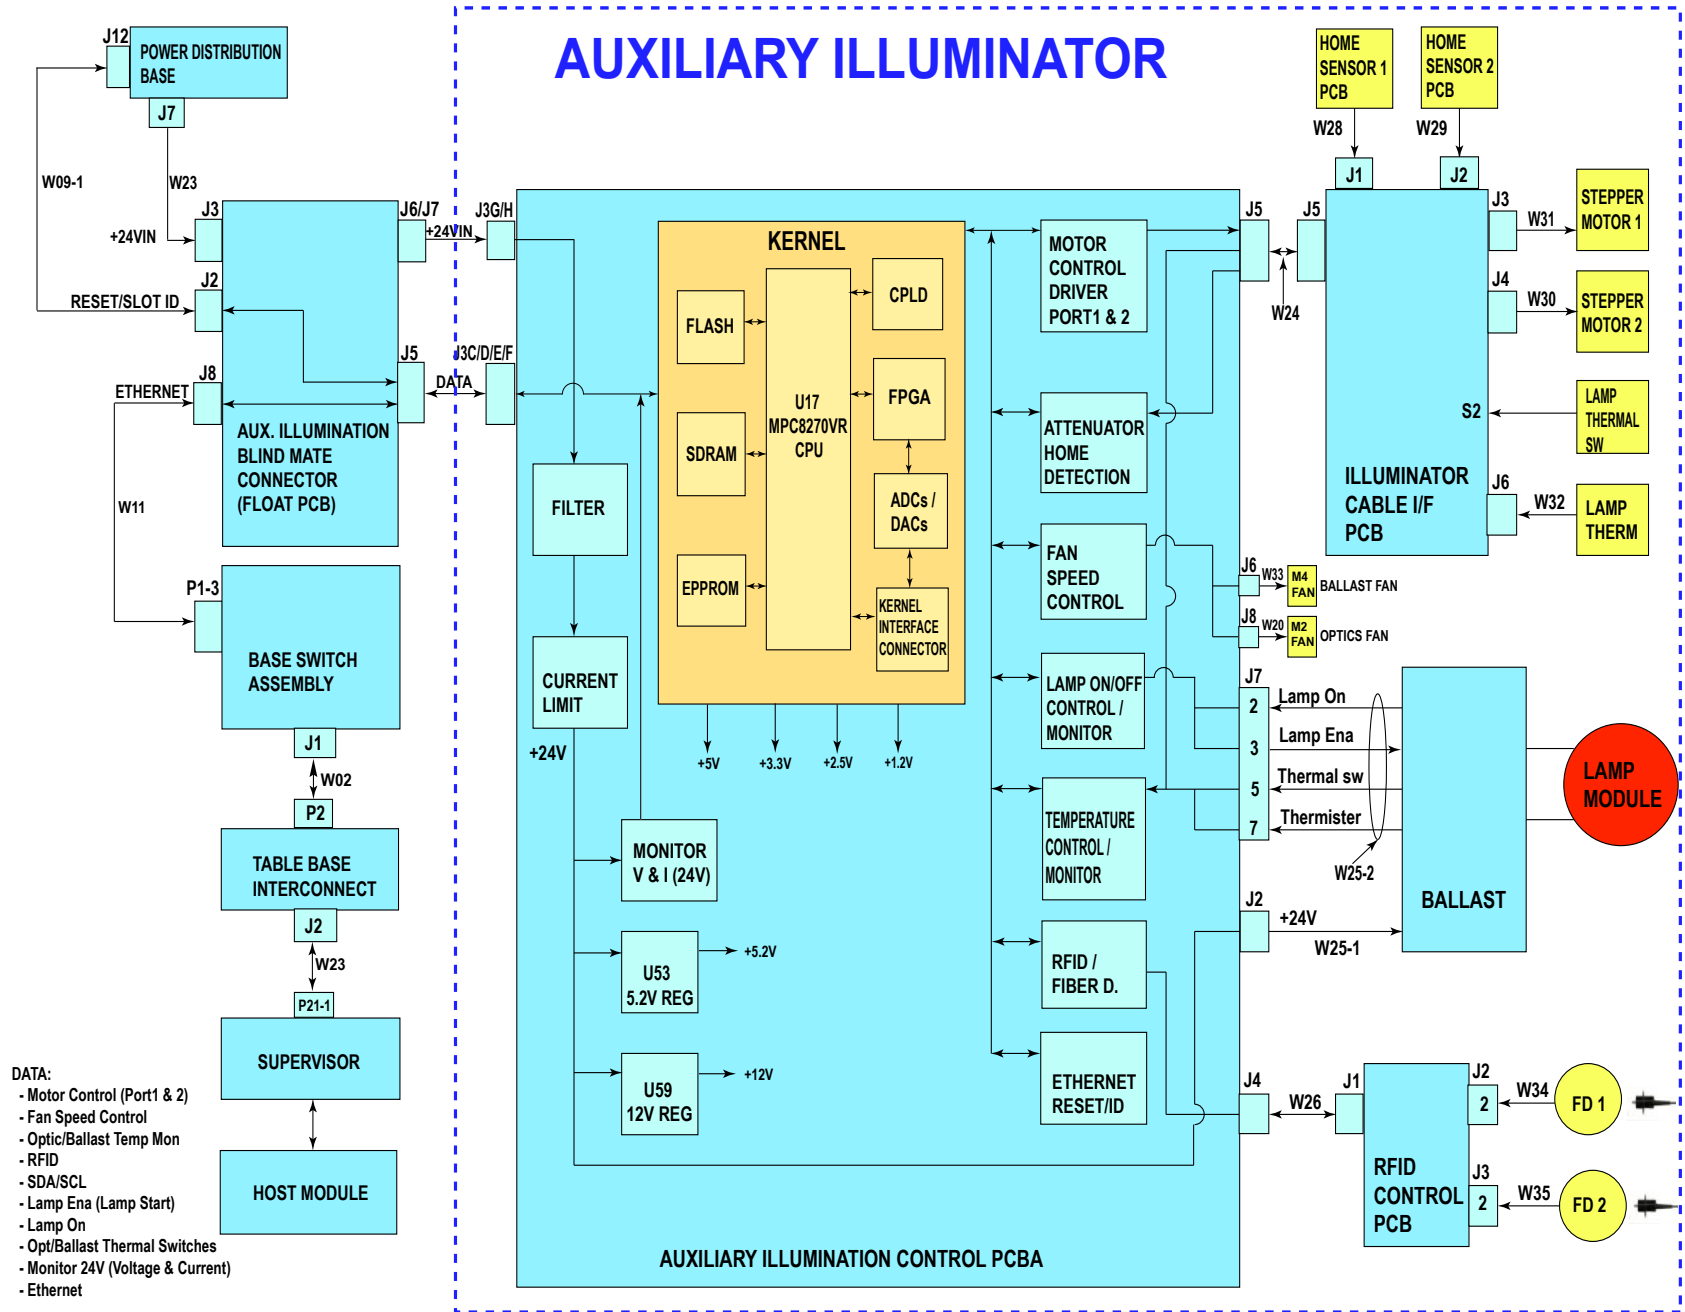 AUXILIARY ILLUMINATOR
J12
POWER DISTRIBUTION
BASE
J7
W09-1
W23
+24VIN
J3
J6/J7
+24VIN
J3G/H
J2
RESET/SLOT ID
J5
J3C/D/E/F
DATA
J8
ETHERNET
AUX. ILLUMINATION
BLIND MATE
CONNECTOR
(FLOAT PCB)
W11
P1-3
BASE SWITCH
ASSEMBLY
J1
W02
P2
TABLE BASE
INTERCONNECT
J2
W23
P21-1
SUPERVISOR
HOST MODULE
DATA:
- Motor Control (Port1 & 2)
- Fan Speed Control
- Optic/Ballast Temp Mon
- RFID
- SDA/SCL
- Lamp Ena (Lamp Start)
- Lamp On
- Opt/Ballast Thermal Switches
- Monitor 24V (Voltage & Current)
- Ethernet
FILTER
CURRENT
LIMIT
+24V
MONITOR
V & I (24V)
U53
5.2V REG
+5.2V
U59
12V REG
+12V
KERNEL
FLASH
SDRAM
EPPROM
U17
MPC8270VR
CPU
CPLD
FPGA
ADCs /
DACs
KERNEL
INTERFACE
CONNECTOR
+5V
+3.3V
+2.5V
+1.2V
MOTOR
CONTROL
DRIVER
PORT1 & 2
ATTENUATOR
HOME
DETECTION
FAN
SPEED
CONTROL
LAMP ON/OFF
CONTROL /
MONITOR
TEMPERATURE
CONTROL /
MONITOR
RFID /
FIBER D.
ETHERNET
RESET/ID
AUXILIARY ILLUMINATION CONTROL PCBA
J5
W24
J5
HOME
SENSOR 1
PCB
HOME
SENSOR 2
PCB
W28
W29
J1
J2
J3
W31
STEPPER
MOTOR 1
J4
W30
STEPPER
MOTOR 2
S2
LAMP
THERMAL
SW
ILLUMINATOR
CABLE I/F
PCB
J6
W32
LAMP
THERM
J6
W33
M4
FAN
BALLAST FAN
J8
W20
M2
FAN
OPTICS FAN
J7
2
Lamp On
3
Lamp Ena
5
Thermal sw
7
Thermister
W25-2
BALLAST
LAMP
MODULE
J2
+24V
W25-1
J4
W26
J1
RFID
CONTROL
PCB
J2
2
W34
FD 1
J3
2
W35
FD 2